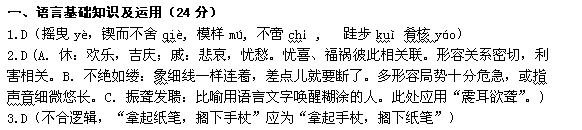 一、语言基础知识及运用（24 分）
1.D（摇曳 yè，锲而不舍 qiè, 模样 mú, 不啻 chì ,　跬步 kuǐ 肴核 yáo）
2.D(A. 休：欢乐，吉庆；戚：悲哀，忧愁。忧喜、福祸彼此相关联。形容关系密切，利
害相关。B. 不绝如缕：象细线一样连着，差点儿就要断了。多形容局势十分危急，或指
声音细微悠长。C. 振聋发聩：比喻用语言文字唤醒糊涂的人。此处应用“震耳欲聋”。)
3.D（不合逻辑，“拿起纸笔，搁下手杖”应为“拿起手杖，搁下纸笔”）